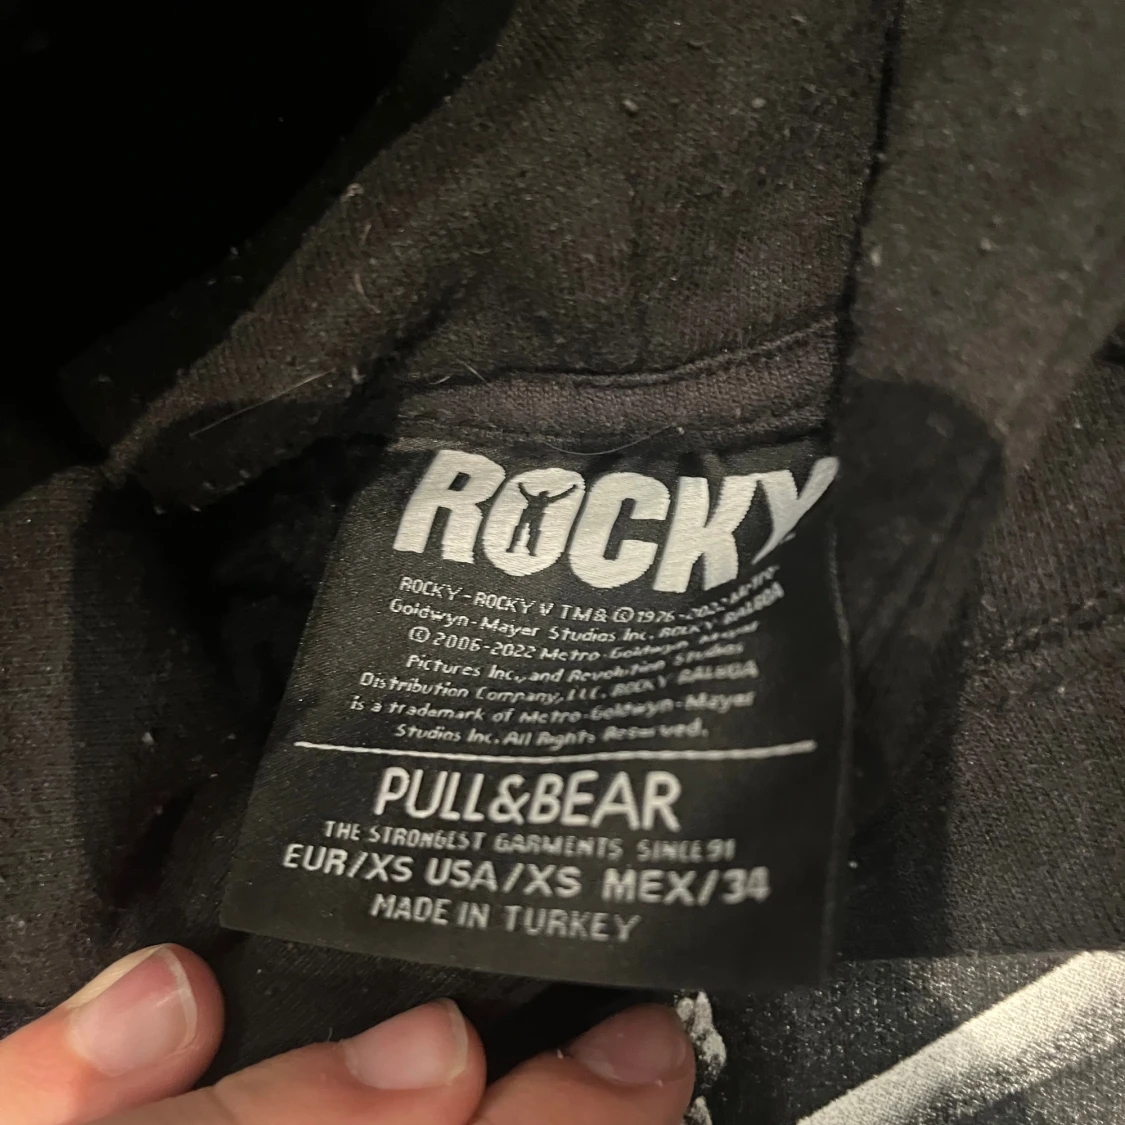 ROCKY
ROCKY-ROCKY V TM & © 1976-2022 Metro-
Goldwyn-Mayer Studios Inc. ROCKY BALBOA
© 2006-2022 Metro-Goldwyn-Mayer
Pictures Inc., and Revolution Studios
Distribution Company, LLC. ROCKY BALBOA
is a trademark of Metro-Goldwyn-Mayer
Studios Inc. All Rights Reserved.
PULL&BEAR
THE STRONGEST GARMENTS SINCE 91
EUR/XS USA/XS MEX/34
MADE IN TURKEY